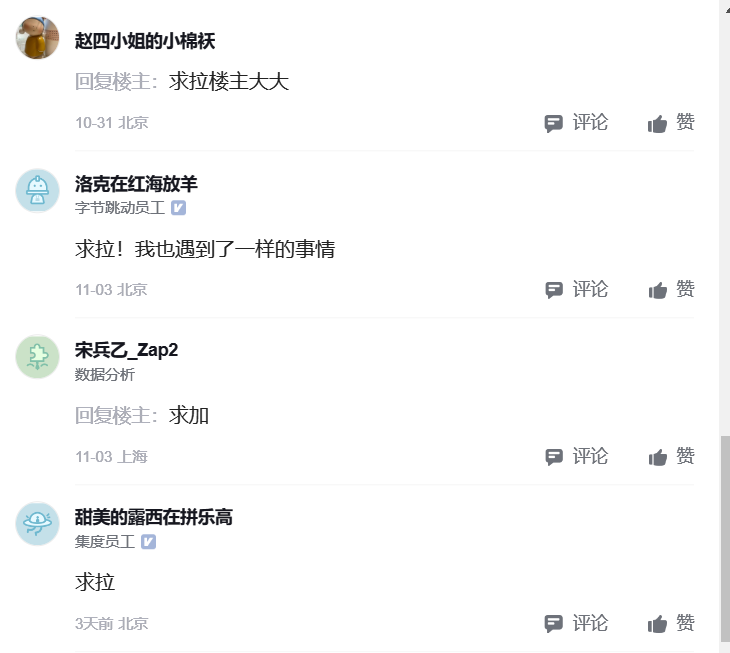 赵四小姐的小棉袄
回复楼主：求拉楼主大大
10-31 北京 评论 赞
洛克在红海放羊
字节跳动员工
求拉！我也遇到了一样的事情
11-03 北京 评论 赞
宋兵乙_Zap2
数据分析
回复楼主：求加
11-03 上海 评论 赞
甜美的露西在拼乐高
集度员工
求拉
3天前 北京 评论 赞